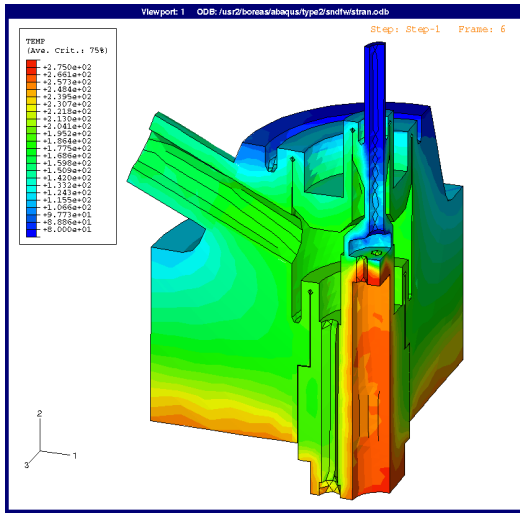 Viewport: 1 ODB: /usr2/boreas/abaqus/type2/sndfw/stran.odb
Step: Step-1 Frame: 6
TEMP
(Ave. Crit.: 75%)
+2.750e+02
+2.661e+02
+2.573e+02
+2.484e+02
+2.395e+02
+2.307e+02
+2.218e+02
+2.130e+02
+2.041e+02
+1.952e+02
+1.864e+02
+1.775e+02
+1.686e+02
+1.598e+02
+1.509e+02
+1.420e+02
+1.332e+02
+1.243e+02
+1.155e+02
+1.066e+02
+9.773e+01
+8.886e+01
+8.000e+01
2
1
3